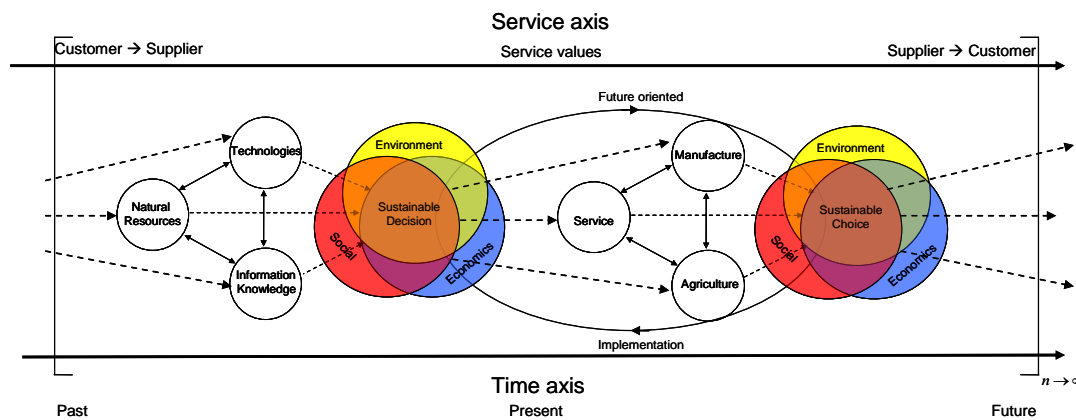 Service axis
Customer → Supplier
Service values
Supplier → Customer
Future oriented
Technologies
Environment
Manufacture
Environment
Natural
Resources
Sustainable
Decision
Service
Sustainable
Choice
Social
Economics
Social
Economics
Information
Knowledge
Agriculture
Implementation
Time axis
n → ∞
Past
Present
Future